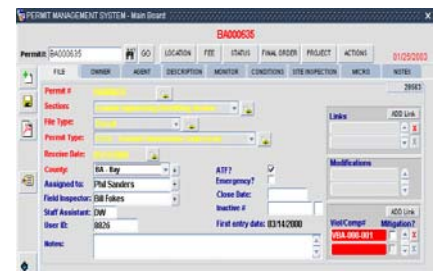 PERMIT MANAGEMENT SYSTEM - Main Board
BA000635
Permit# BA000635 GO LOCATION FEE STATUS FINAL ORDER PROJECT ACTIONS 01/25/2003
FILE OWNER AGENT DESCRIPTION MONITOR CONDITIONS SITE INSPECTION MICRO NOTES
Permit #
28563
Section:
Links ADD Link
File Type:
Permit Type:
Receive Date:
Modifications
County: BA - Bay ATF?
Assigned to: Phil Sanders Emergency?
Field Inspector: Bill Fokes Close Date:
Staff Assistant: DW Inactive #
ADD Link
User ID: 8826 First entry date: 03/14/2000
Viol/Comp# Mitigation?
VBA-000-001
Notes: